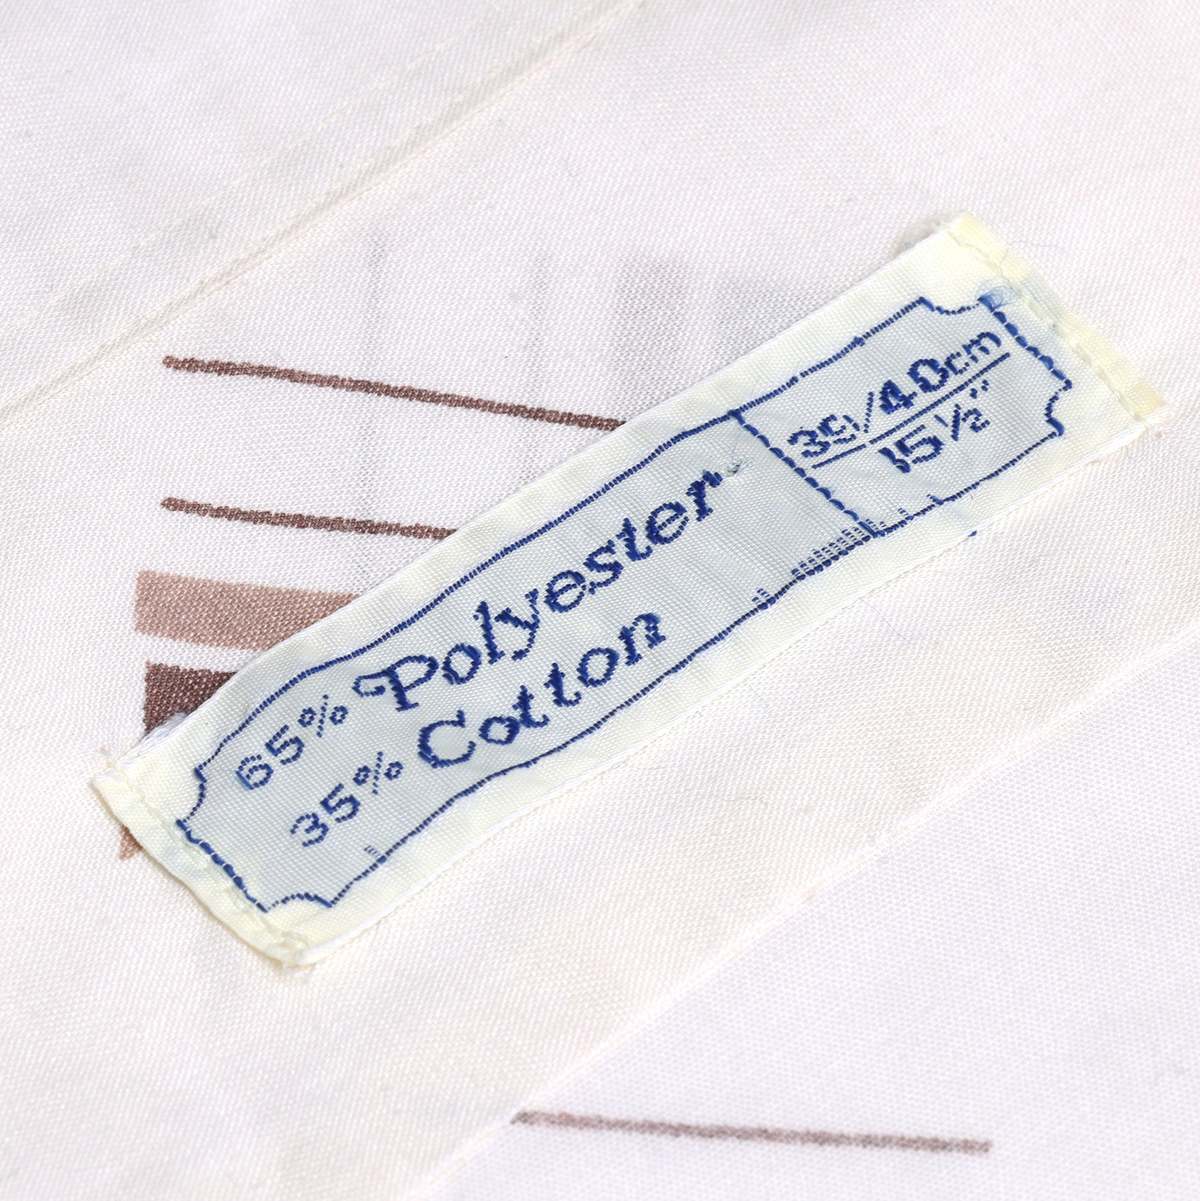 65% Polyester
35% Cotton
39/40cm
15½"